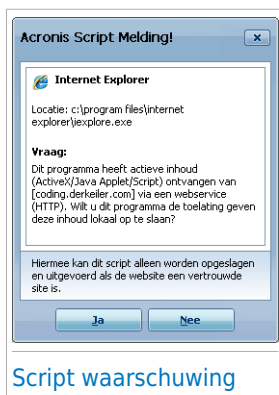 Acronis Script Melding!
Internet Explorer
Locatie: c:\program files\internet
explorer\iexplore.exe
Vraag:
Dit programma heeft actieve inhoud
(ActiveX/Java Applet/Script) ontvangen van
[coding.derkeiler.com] via een webservice
(HTTP). Wilt u dit programma de toelating geven
deze inhoud lokaal op te slaan?
Hiermee kan dit script alleen worden opgeslagen
en uitgevoerd als de website een vertrouwde
site is.
Ja
Nee
Script waarschuwing